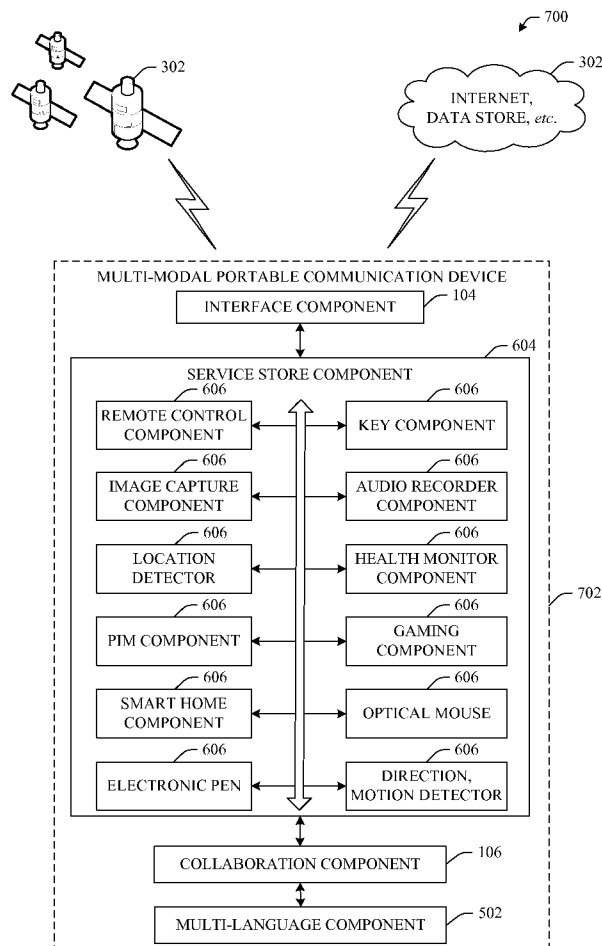 700
302
302
INTERNET,
DATA STORE, etc.
MULTI-MODAL PORTABLE COMMUNICATION DEVICE
INTERFACE COMPONENT
104
604
SERVICE STORE COMPONENT
606
606
REMOTE CONTROL
COMPONENT
KEY COMPONENT
606
606
IMAGE CAPTURE
COMPONENT
AUDIO RECORDER
COMPONENT
606
606
LOCATION
DETECTOR
HEALTH MONITOR
COMPONENT
702
606
606
PIM COMPONENT
GAMING
COMPONENT
606
606
SMART HOME
COMPONENT
OPTICAL MOUSE
606
606
ELECTRONIC PEN
DIRECTION,
MOTION DETECTOR
COLLABORATION COMPONENT
106
MULTI-LANGUAGE COMPONENT
502